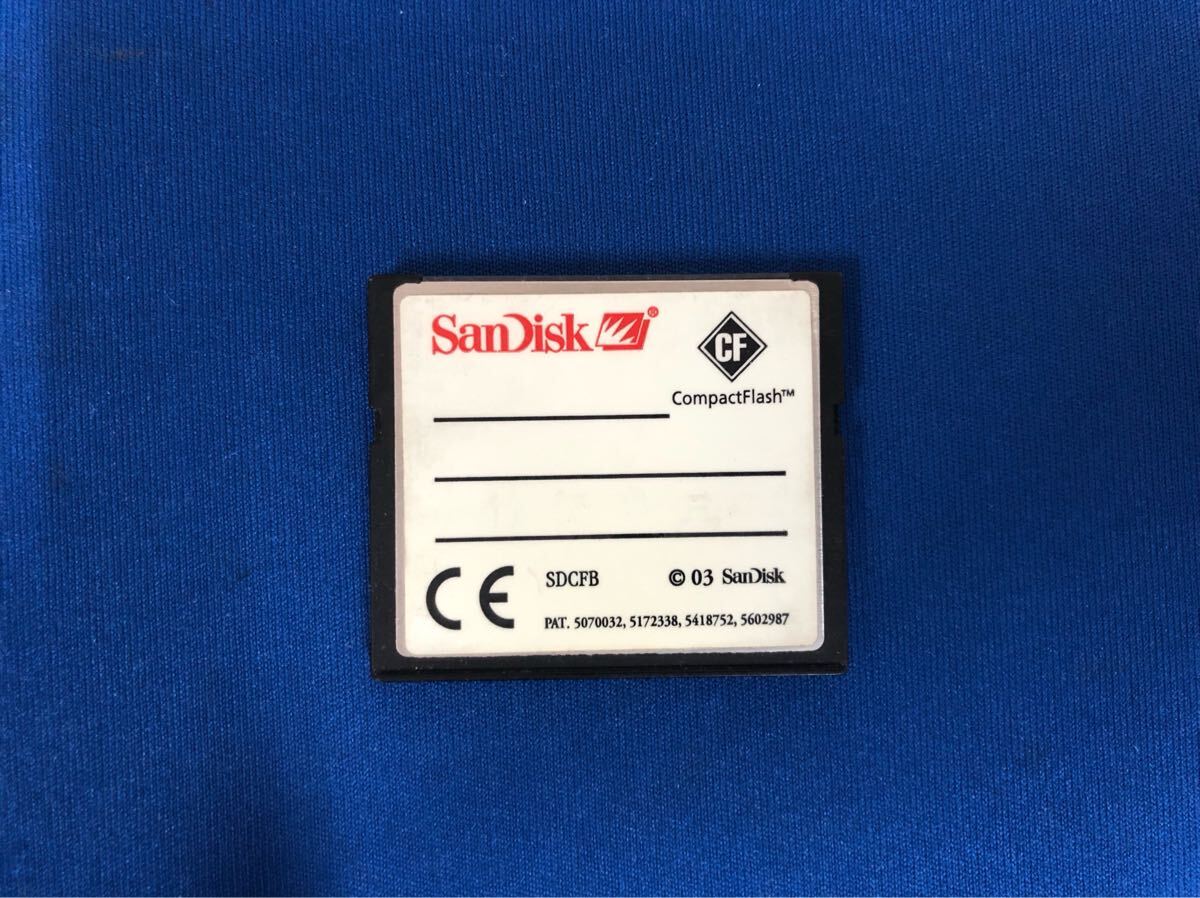 SanDisk®
CF
CompactFlash™
CE
SDCFB © 03 SanDisk
PAT. 5070032, 5172338, 5418752, 5602987